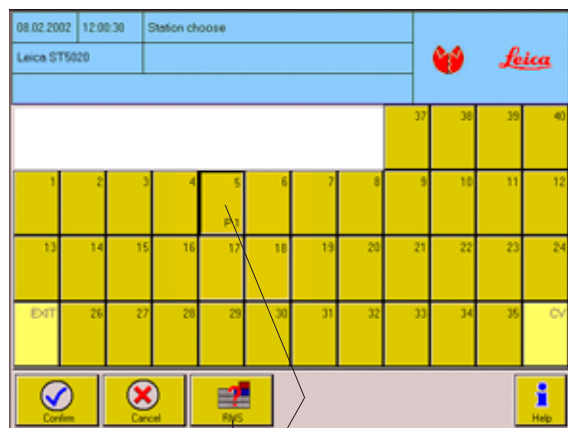 08.02.2002 12:00:30 Station choose
Leica ST5020
Leica
37 38 39 40
1 2 3 4 5 6 7 8 9 10 11 12
P 1
13 14 15 16 17 18 19 20 21 22 23 24
EXIT 26 27 28 29 30 31 32 33 34 35 CV
Confirm Cancel RMS Help